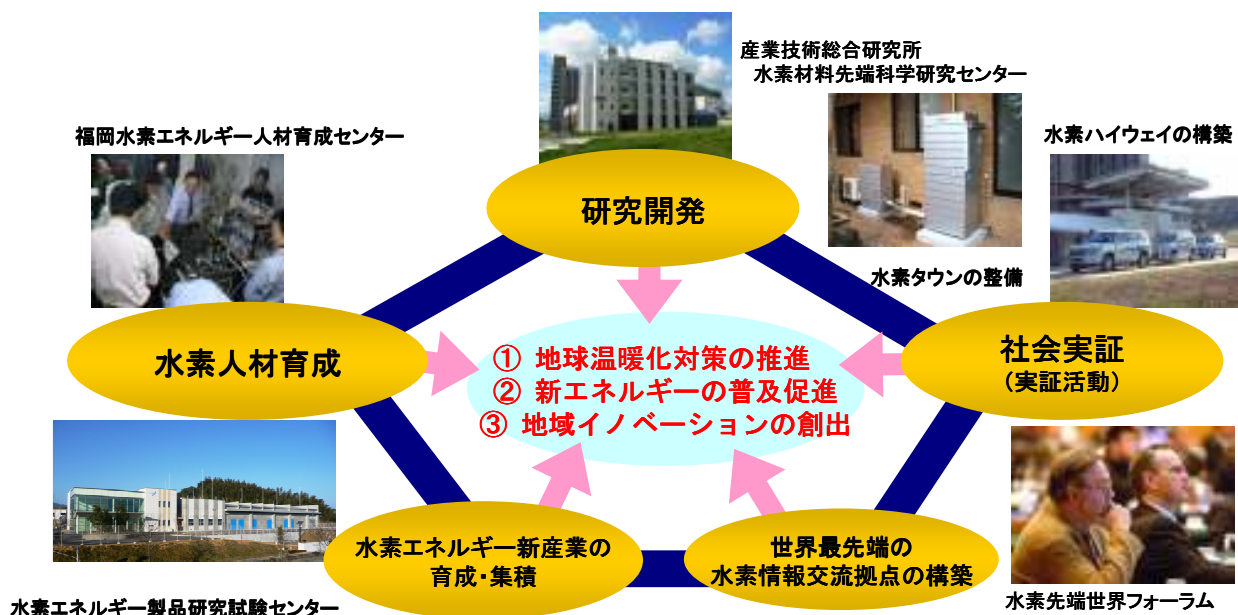 産業技術総合研究所
水素材料先端科学研究センター
福岡水素エネルギー人材育成センター
水素ハイウェイの構築
研究開発
水素タウンの整備
水素人材育成
社会実証
（実証活動）
① 地球温暖化対策の推進
② 新エネルギーの普及促進
③ 地域イノベーションの創出
水素エネルギー新産業の
育成・集積
世界最先端の
水素情報交流拠点の構築
水素エネルギー製品研究試験センター
水素先端世界フォーラム